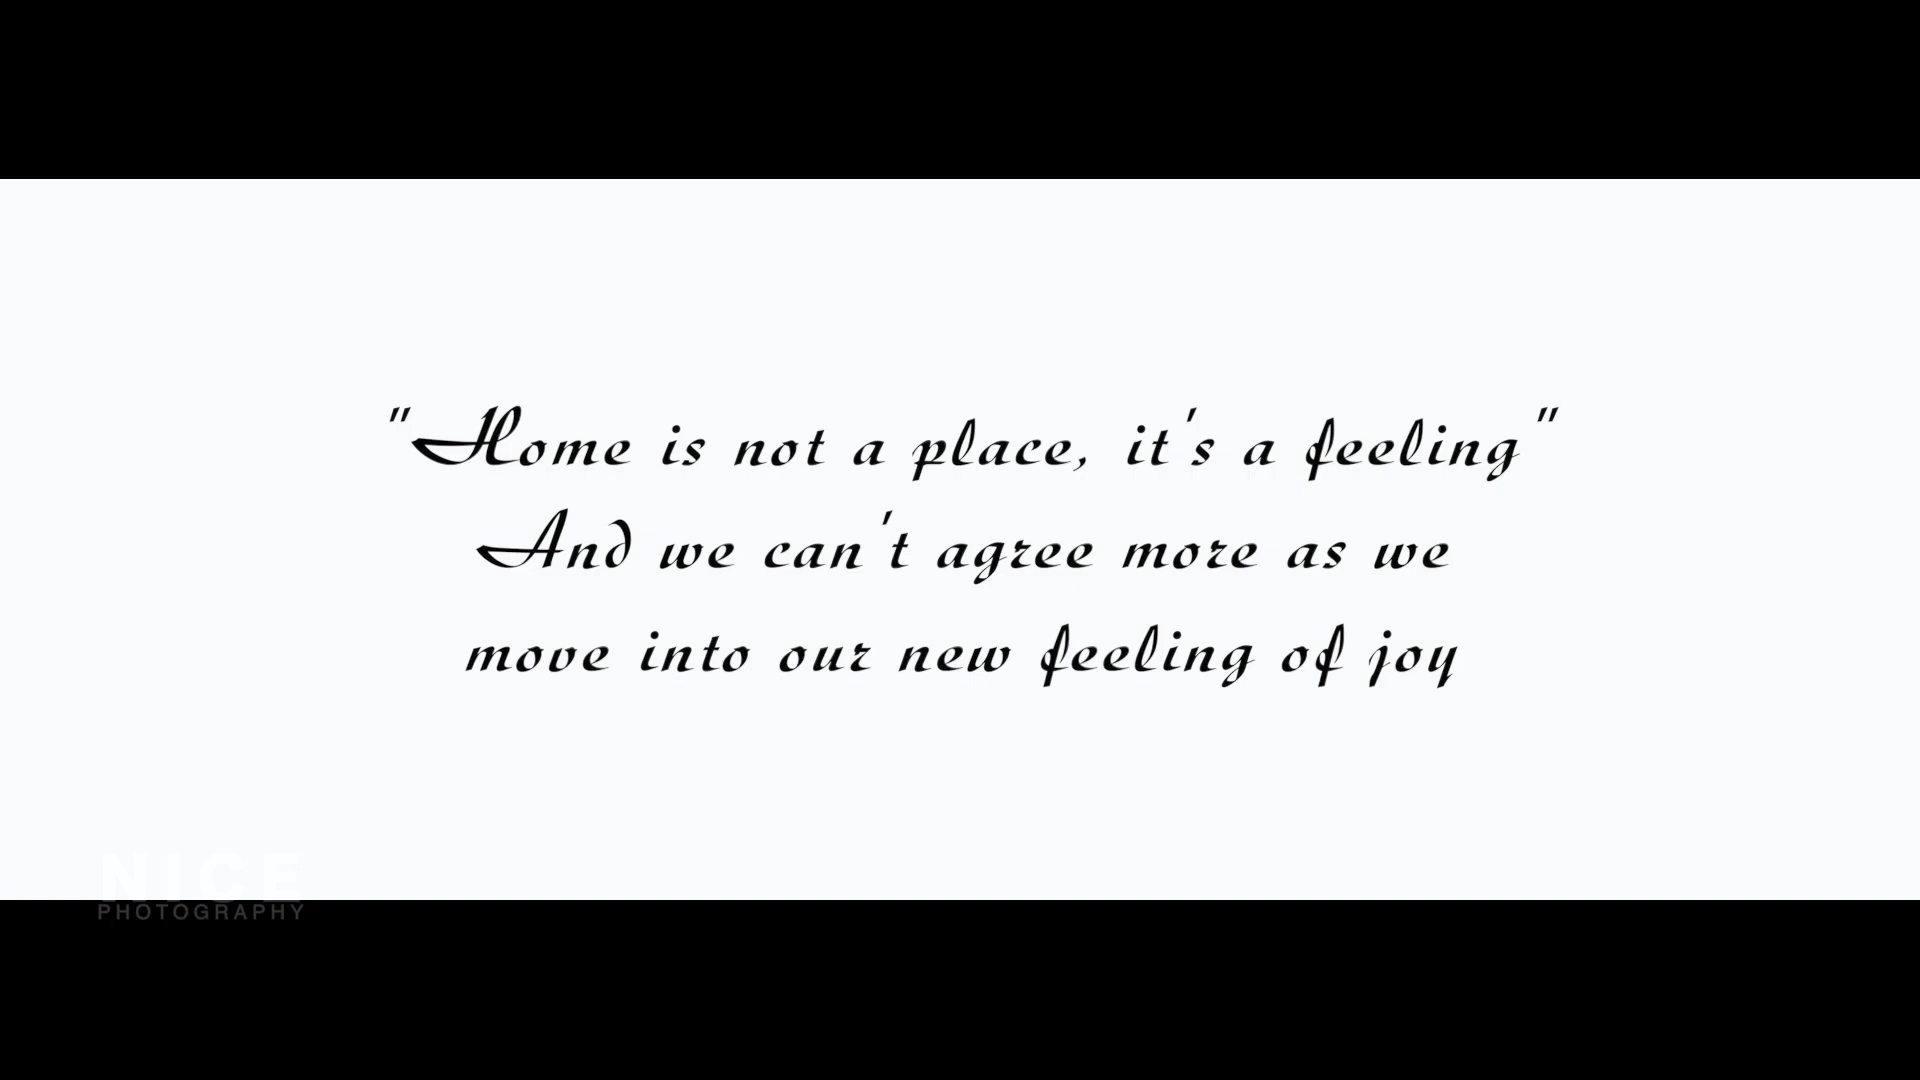 "Home is not a place, it's a feeling"
And we can't agree more as we
move into our new feeling of joy
NICE
PHOTOGRAPHY